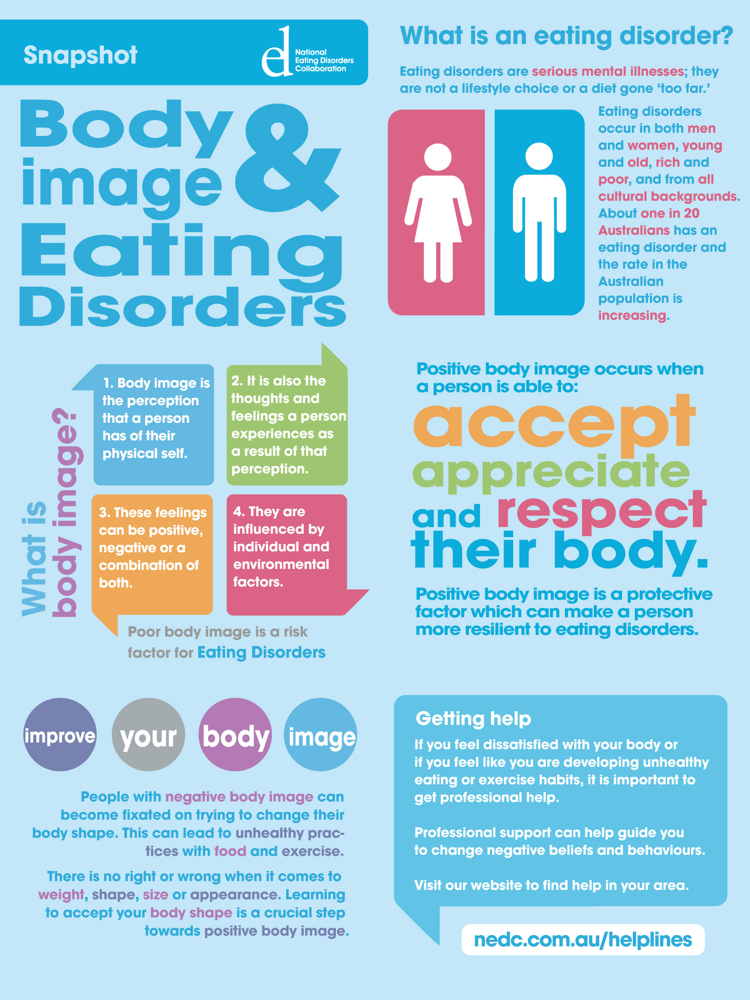 Snapshot
ed
National
Eating Disorders
Collaboration
Body
image &
Eating
Disorders
What is an eating disorder?
Eating disorders are serious mental illnesses; they
are not a lifestyle choice or a diet gone ‘too far.’
Eating disorders
occur in both men
and women, young
and old, rich and
poor, and from all
cultural backgrounds.
About one in 20
Australians has an
eating disorder and
the rate in the
Australian
population is
increasing.
What is
body image?
1. Body image is
the perception
that a person
has of their
physical self.
2. It is also the
thoughts and
feelings a person
experiences as
a result of that
perception.
3. These feelings
can be positive,
negative or a
combination of
both.
4. They are
influenced by
individual and
environmental
factors.
Poor body image is a risk
factor for Eating Disorders
Positive body image occurs when
a person is able to:
accept
appreciate
and respect
their body.
Positive body image is a protective
factor which can make a person
more resilient to eating disorders.
improve your body image
People with negative body image can
become fixated on trying to change their
body shape. This can lead to unhealthy prac-
tices with food and exercise.
There is no right or wrong when it comes to
weight, shape, size or appearance. Learning
to accept your body shape is a crucial step
towards positive body image.
Getting help
If you feel dissatisfied with your body or
if you feel like you are developing unhealthy
eating or exercise habits, it is important to
get professional help.
Professional support can help guide you
to change negative beliefs and behaviours.
Visit our website to find help in your area.
nedc.com.au/helplines